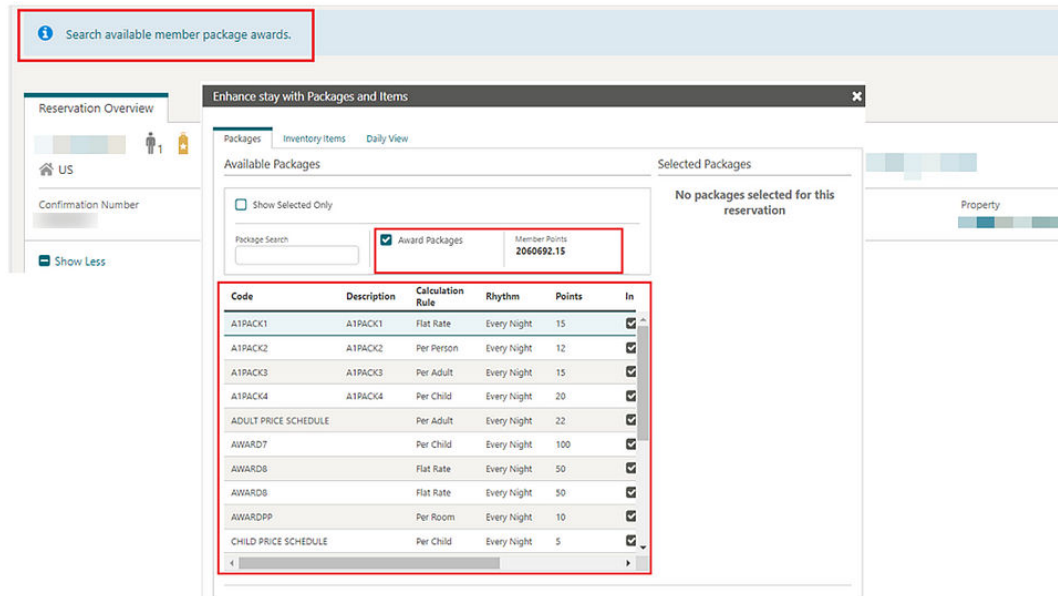 Search available member package awards.
Reservation Overview
1
US
Confirmation Number
Show Less
Property
Enhance stay with Packages and Items
Packages Inventory Items Daily View
Available Packages
Selected Packages
No packages selected for this
reservation
Show Selected Only
Package Search
Award Packages
Member Points
2060692.15
Code Description Calculation Rule Rhythm Points In
A1PACK1 A1PACK1 Flat Rate Every Night 15
A1PACK2 A1PACK2 Per Person Every Night 12
A1PACK3 A1PACK3 Per Adult Every Night 15
A1PACK4 A1PACK4 Per Child Every Night 20
ADULT PRICE SCHEDULE Per Adult Every Night 22
AWARD7 Per Child Every Night 100
AWARD8 Flat Rate Every Night 50
AWARD8 Flat Rate Every Night 50
AWARDPP Per Room Every Night 10
CHILD PRICE SCHEDULE Per Child Every Night 5